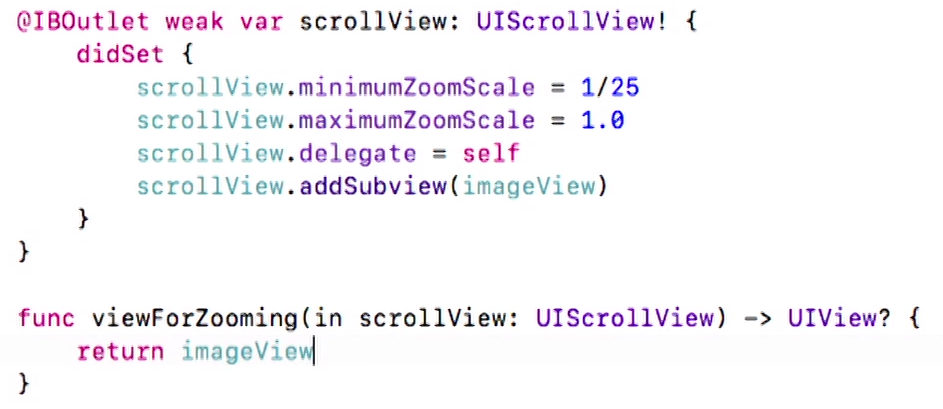 @IBOutlet weak var scrollView: UIScrollView! {
    didSet {
        scrollView.minimumZoomScale = 1/25
        scrollView.maximumZoomScale = 1.0
        scrollView.delegate = self
        scrollView.addSubview(imageView)
    }
}

func viewForZooming(in scrollView: UIScrollView) -> UIView? {
    return imageView
}